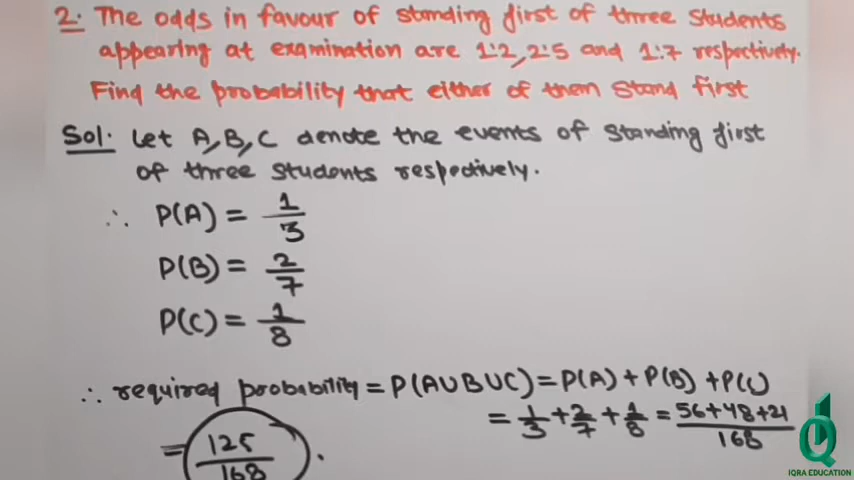 2. The odds in favour of standing first of three students
appearing at examination are 1:2, 2:5 and 1:7 respectively.
Find the probability that either of them stand first
Sol. Let A, B, C denote the events of standing first
of three students respectively.
∴ P(A) = 1/3
P(B) = 2/7
P(C) = 1/8
∴ required probability = P(AUBUC) = P(A) + P(B) + P(C)
= 1/3 + 2/7 + 1/8 = 56+48+21/168
= 125/168 .
IQRA EDUCATION